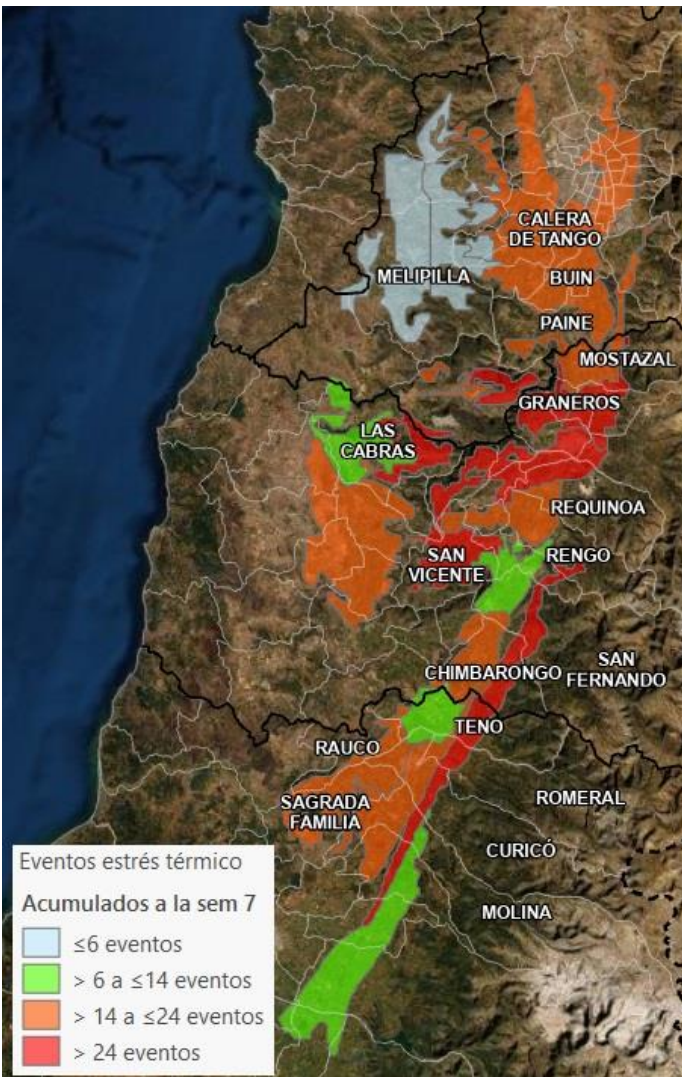 CALERA
DE TANGO
MELIPILLA
BUIN
PAINE
MOSTAZAL
GRANEROS
LAS
CABRAS
REQUINOA
SAN
VICENTE
RENGO
CHIMBARONGO
SAN
FERNANDO
TENO
RAUCO
SAGRADA
FAMILIA
ROMERAL
CURICÓ
MOLINA
Eventos estrés térmico
Acumulados a la sem 7
≤6 eventos
> 6 a ≤14 eventos
> 14 a ≤24 eventos
> 24 eventos